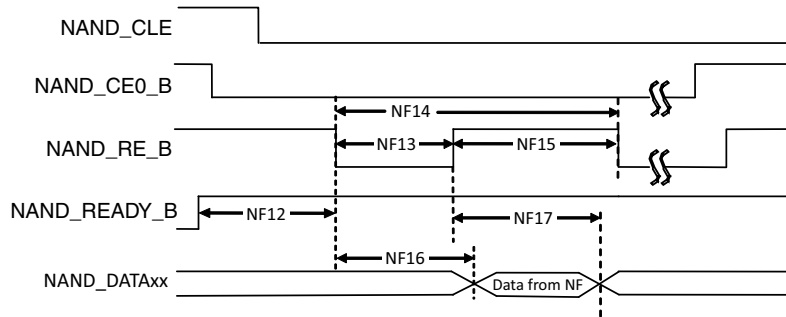 NAND_CLE
NAND_CE0_B
NF14
NAND_RE_B
NF13
NF15
NAND_READY_B
NF12
NF17
NF16
NAND_DATAxx
Data from NF